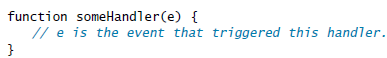 function someHandler(e) {
    // e is the event that triggered this handler.
}